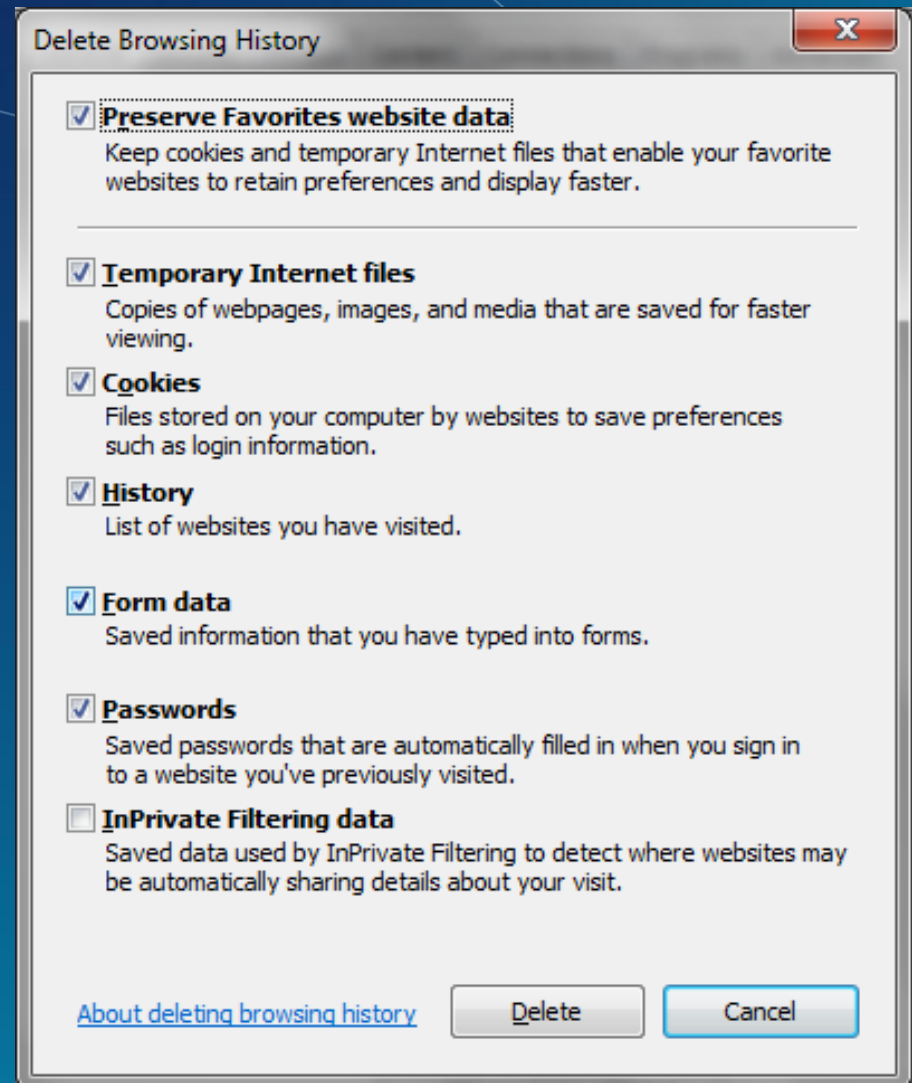 Delete Browsing History
Preserve Favorites website data
Keep cookies and temporary Internet files that enable your favorite
websites to retain preferences and display faster.
Temporary Internet files
Copies of webpages, images, and media that are saved for faster
viewing.
Cookies
Files stored on your computer by websites to save preferences
such as login information.
History
List of websites you have visited.
Form data
Saved information that you have typed into forms.
Passwords
Saved passwords that are automatically filled in when you sign in
to a website you've previously visited.
InPrivate Filtering data
Saved data used by InPrivate Filtering to detect where websites may
be automatically sharing details about your visit.
About deleting browsing history
Delete
Cancel